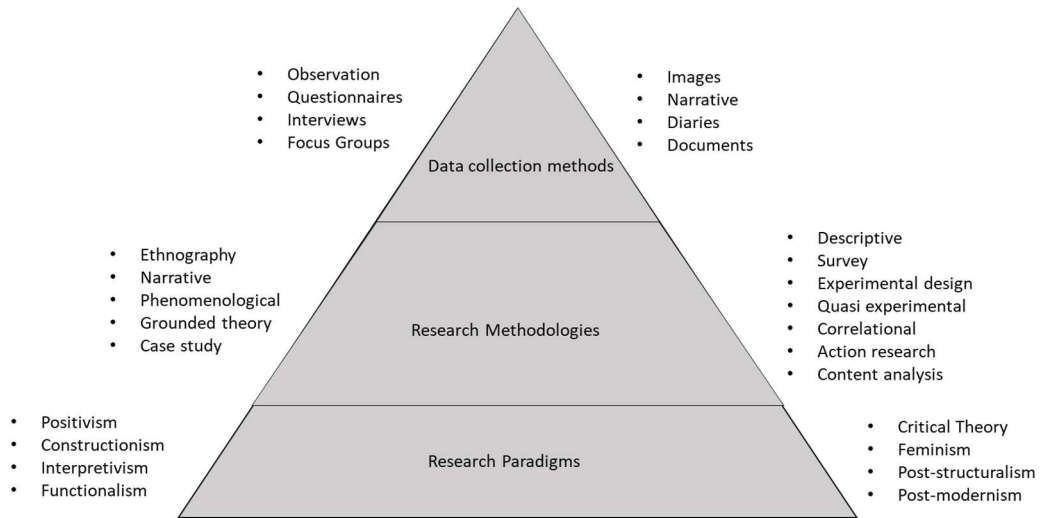 • Observation
• Questionnaires
• Interviews
• Focus Groups
• Images
• Narrative
• Diaries
• Documents
Data collection methods
• Ethnography
• Narrative
• Phenomenological
• Grounded theory
• Case study
• Descriptive
• Survey
• Experimental design
• Quasi experimental
• Correlational
• Action research
• Content analysis
Research Methodologies
• Positivism
• Constructionism
• Interpretivism
• Functionalism
• Critical Theory
• Feminism
• Post-structuralism
• Post-modernism
Research Paradigms